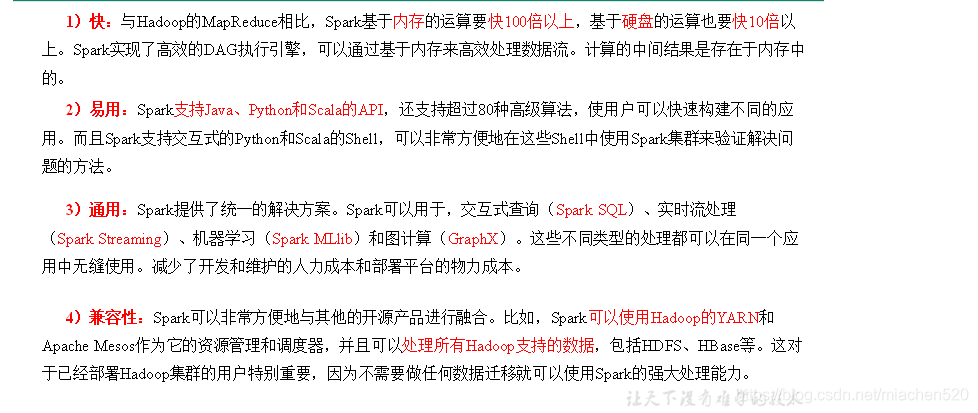 1）快：与Hadoop的MapReduce相比，Spark基于内存的运算要快100倍以上，基于硬盘的运算也要快10倍以
上。Spark实现了高效的DAG执行引擎，可以通过基于内存来高效处理数据流。计算的中间结果是存在于内存中
的。
2）易用：Spark支持Java、Python和Scala的API，还支持超过80种高级算法，使用户可以快速构建不同的应
用。而且Spark支持交互式的Python和Scala的Shell，可以非常方便地在这些Shell中使用Spark集群来验证解决问
题的方法。
3）通用：Spark提供了统一的解决方案。Spark可以用于，交互式查询（Spark SQL）、实时流处理
（Spark Streaming）、机器学习（Spark MLlib）和图计算（GraphX）。这些不同类型的处理都可以在同一个应
用中无缝使用。减少了开发和维护的人力成本和部署平台的物力成本。
4）兼容性：Spark可以非常方便地与其他的开源产品进行融合。比如，Spark可以使用Hadoop的YARN和
Apache Mesos作为它的资源管理和调度器，并且可以处理所有Hadoop支持的数据，包括HDFS、HBase等。这对
于已经部署Hadoop集群的用户特别重要，因为不需要做任何数据迁移就可以使用Spark的强大处理能力。
让天下没有难学的技术
https://blog.csdn.net/miachen520